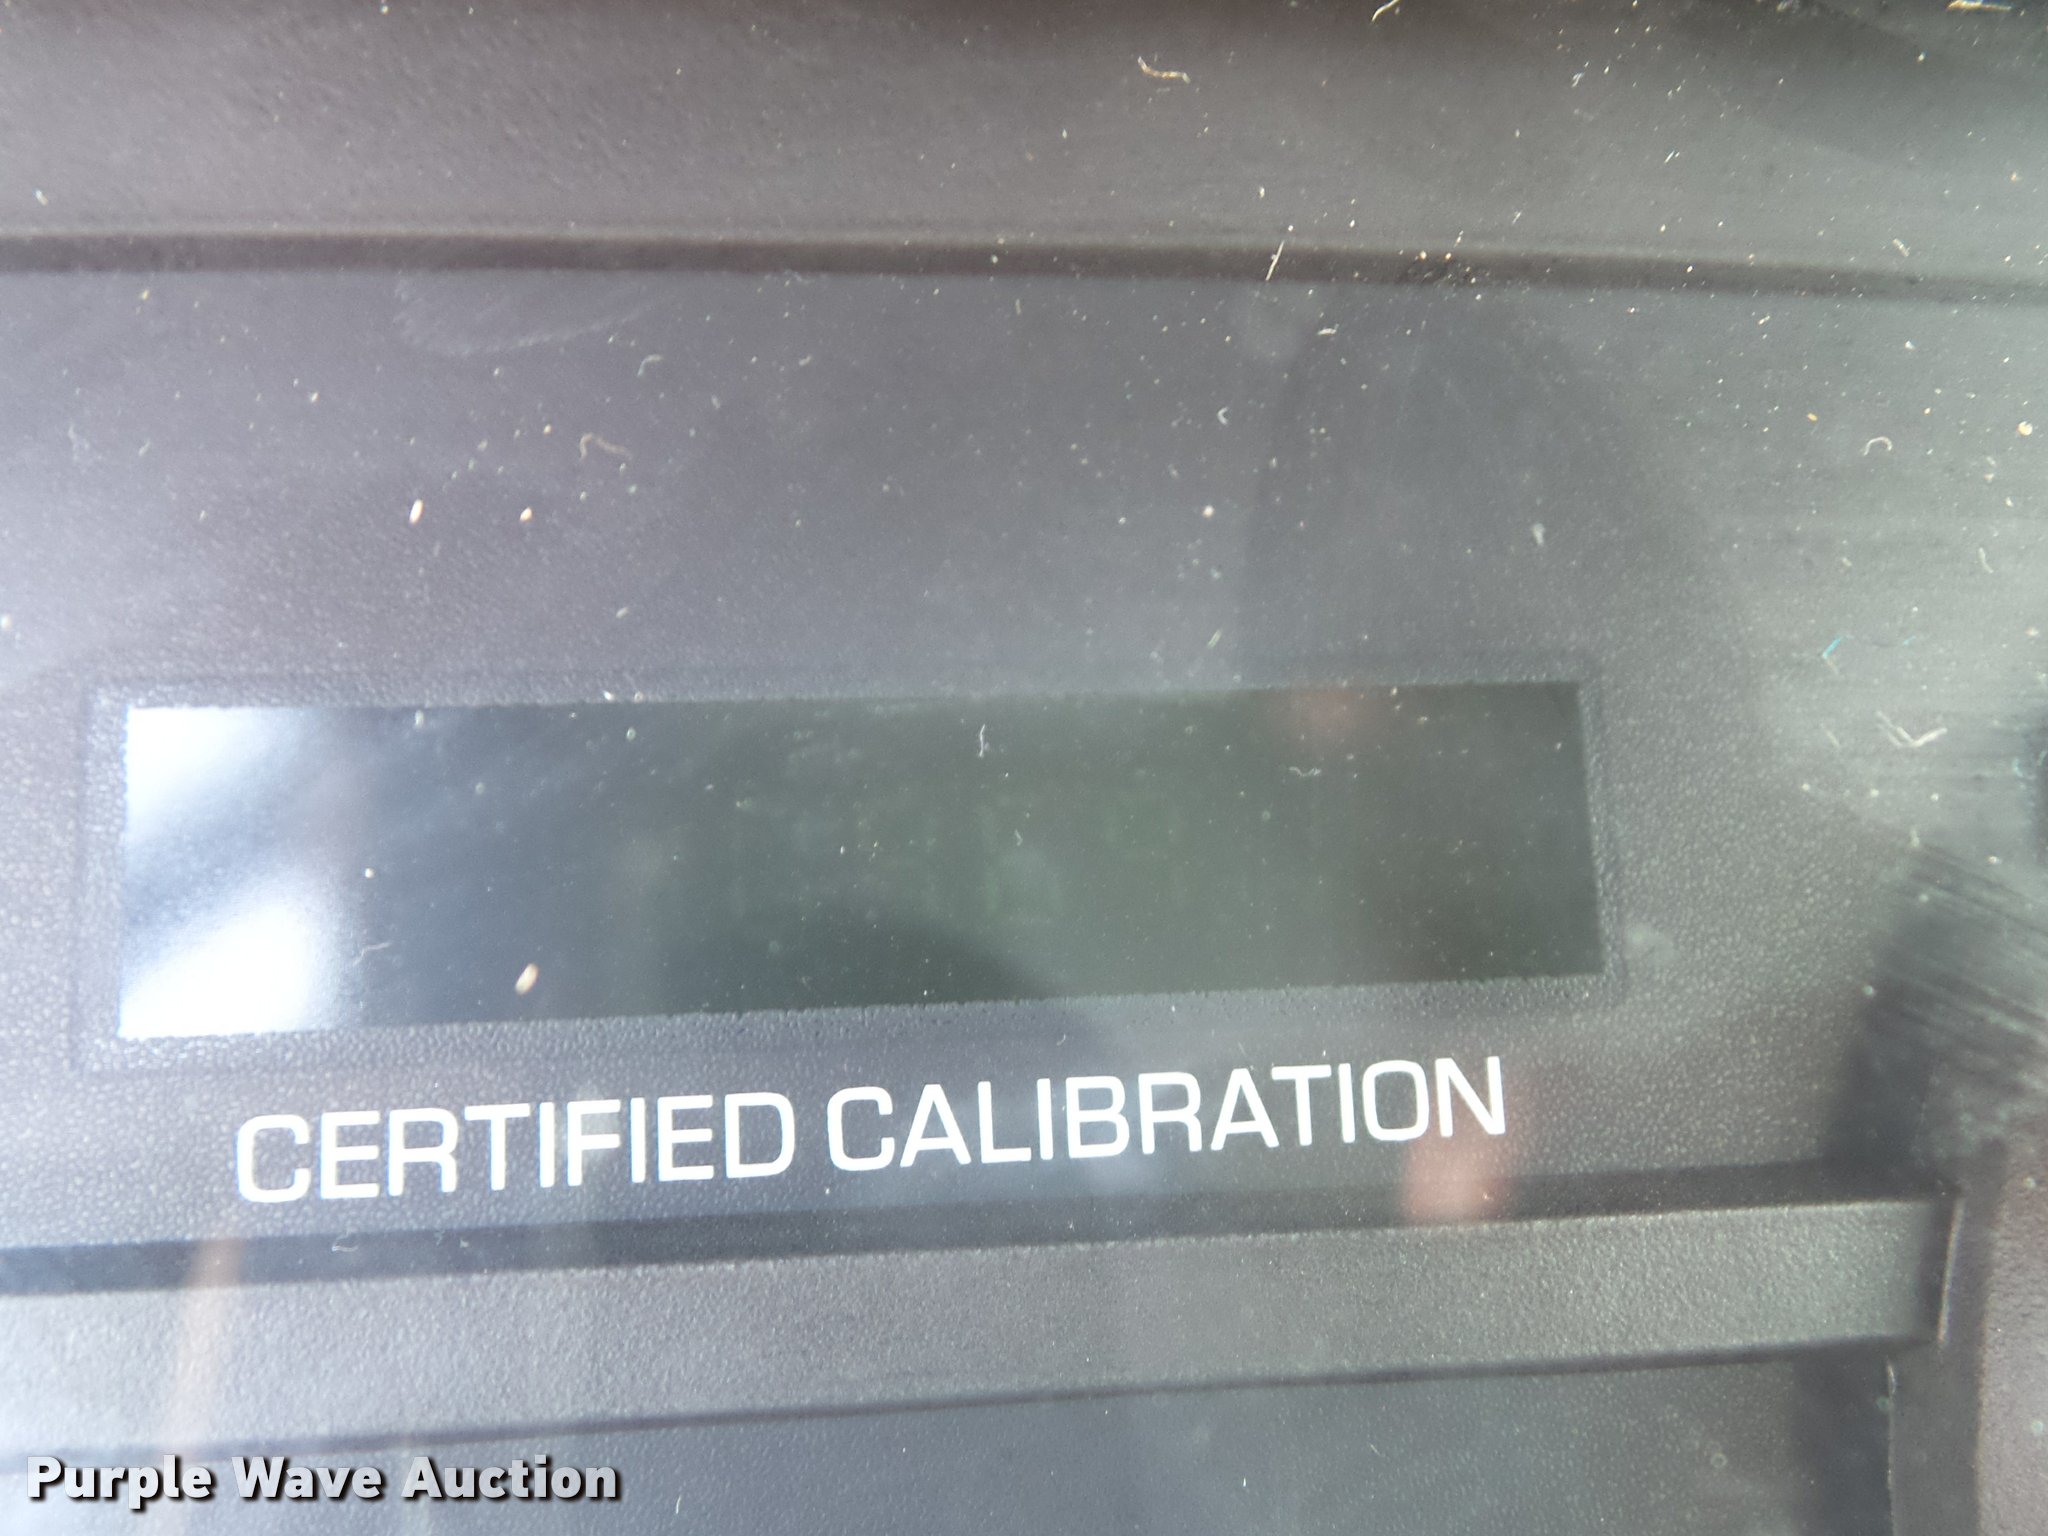 CERTIFIED CALIBRATION
Purple Wave Auction